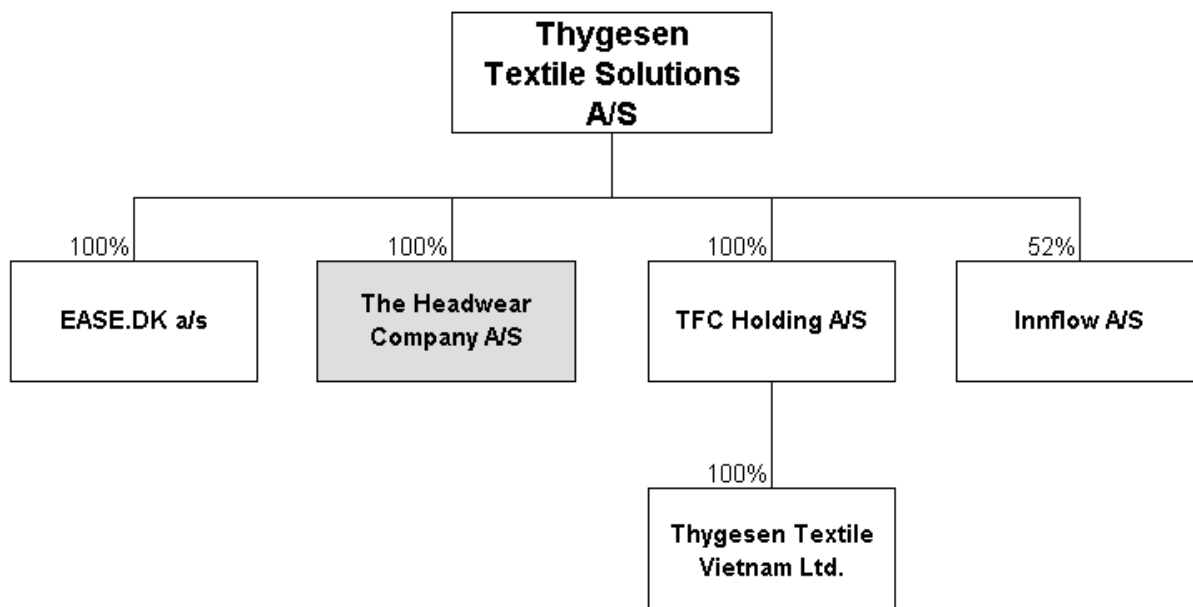 Thygesen
Textile Solutions
A/S
100%
100%
100%
52%
EASE.DK a/s
The Headwear
Company A/S
TFC Holding A/S
Innflow A/S
100%
Thygesen Textile
Vietnam Ltd.